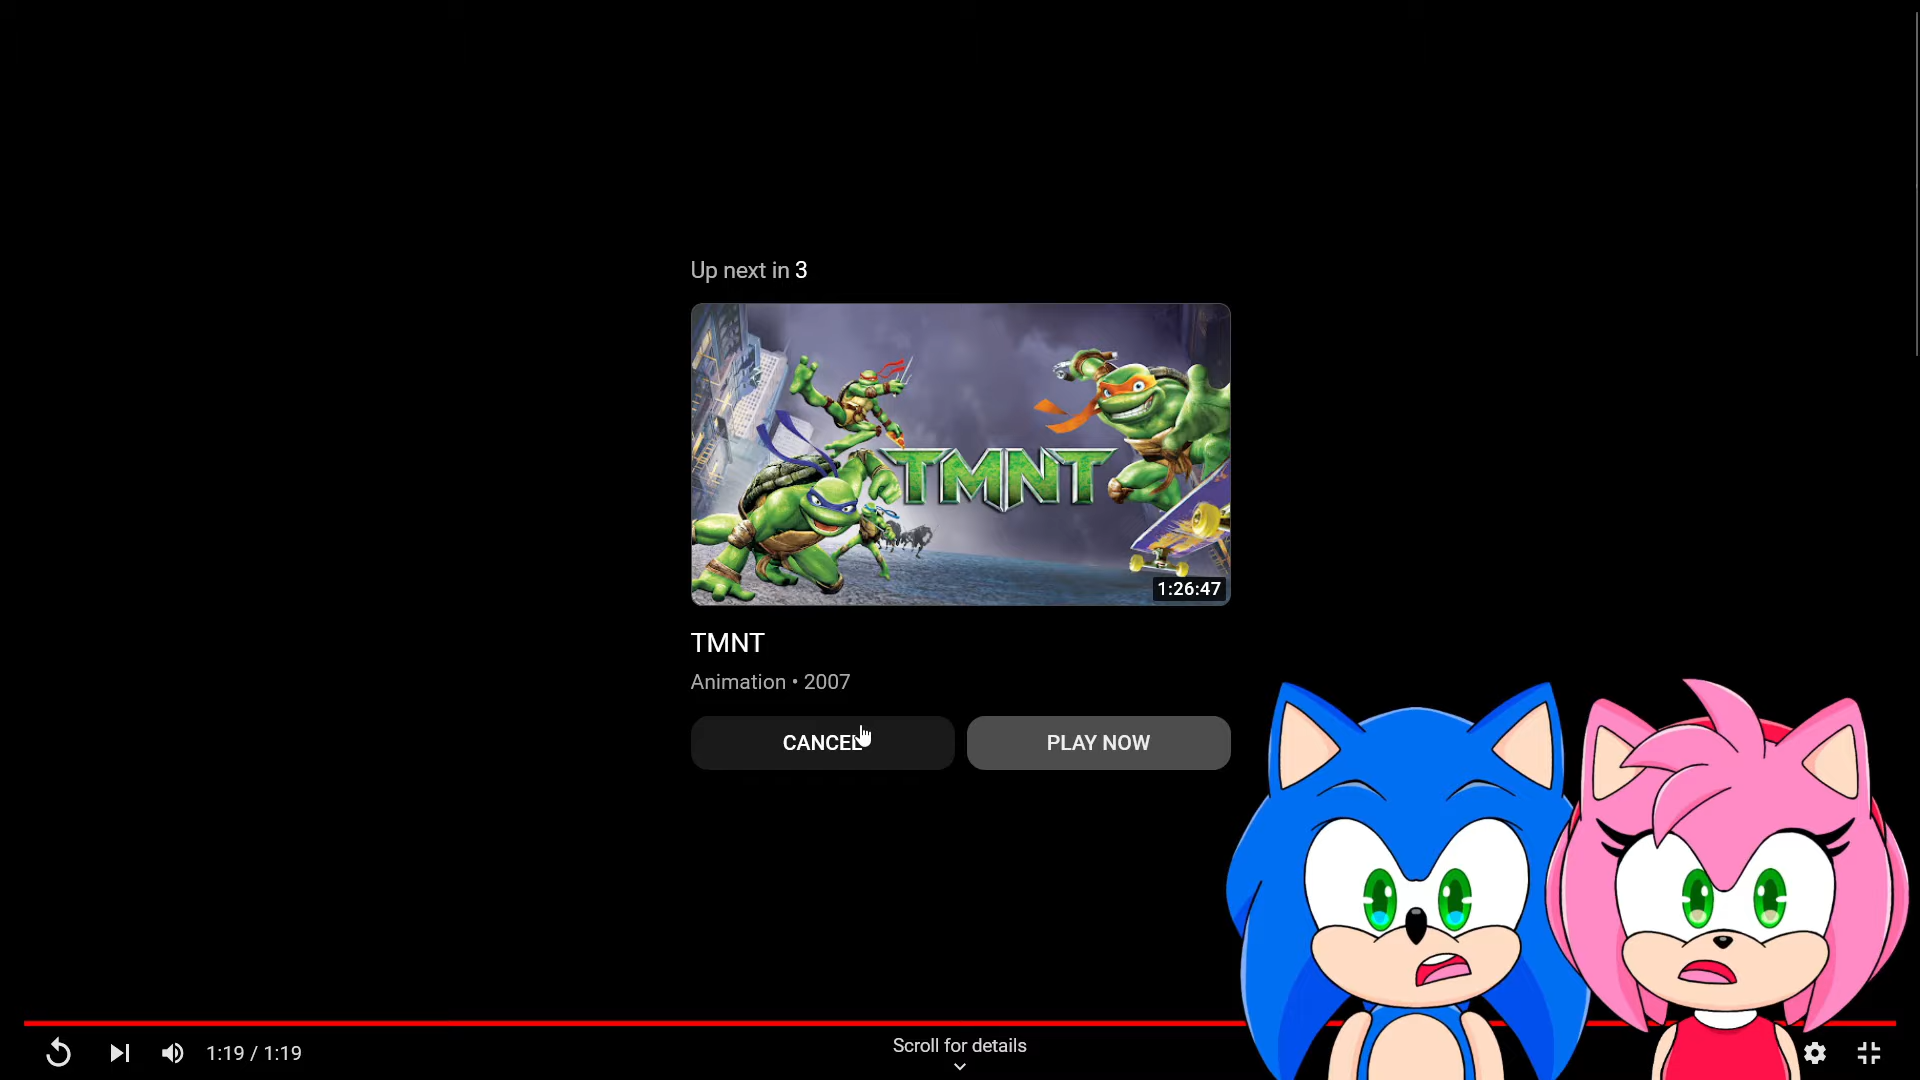 Up next in 3
TMNT
1:26:47
TMNT
Animation • 2007
CANCEL
PLAY NOW
1:19 / 1:19
Scroll for details